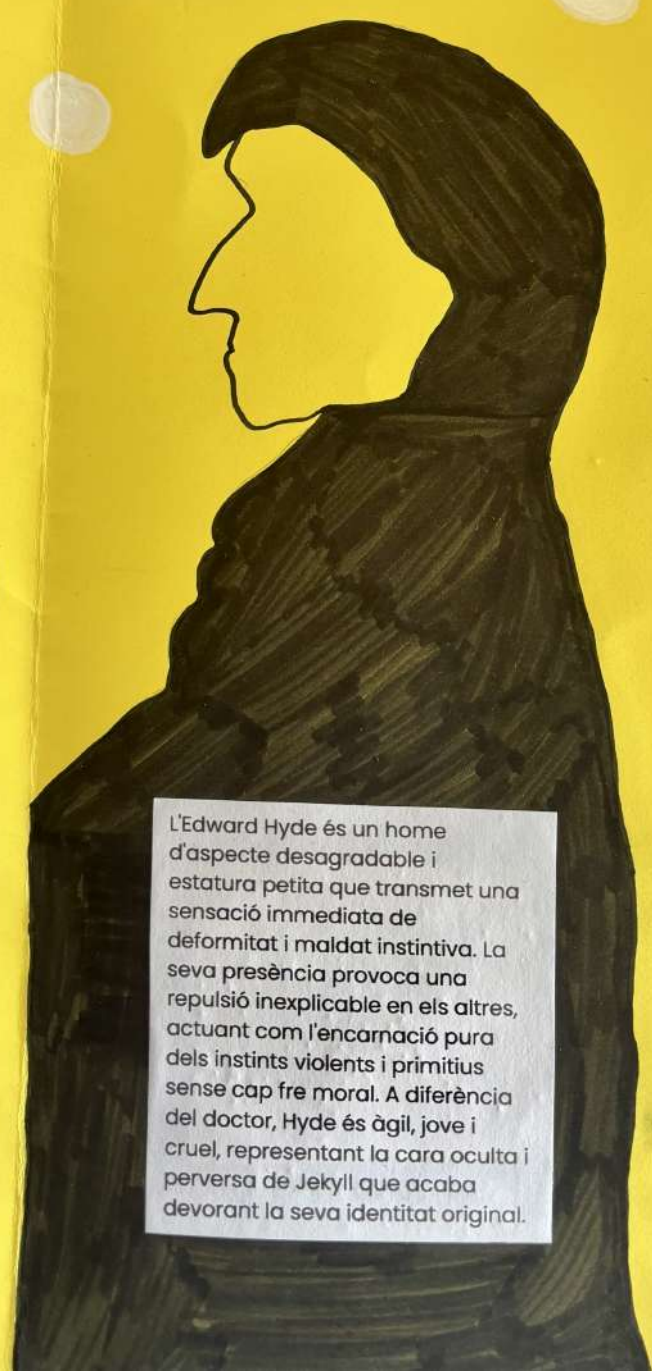 L'Edward Hyde és un home
d'aspecte desagradable i
estatura petita que transmet una
sensació immediata de
deformitat i maldat instintiva. La
seva presència provoca una
repulsió inexplicable en els altres,
actuant com l'encarnació pura
dels instints violents i primitius
sense cap fre moral. A diferència
del doctor, Hyde és àgil, jove i
cruel, representant la cara oculta i
perversa de Jekyll que acaba
devorant la seva identitat original.